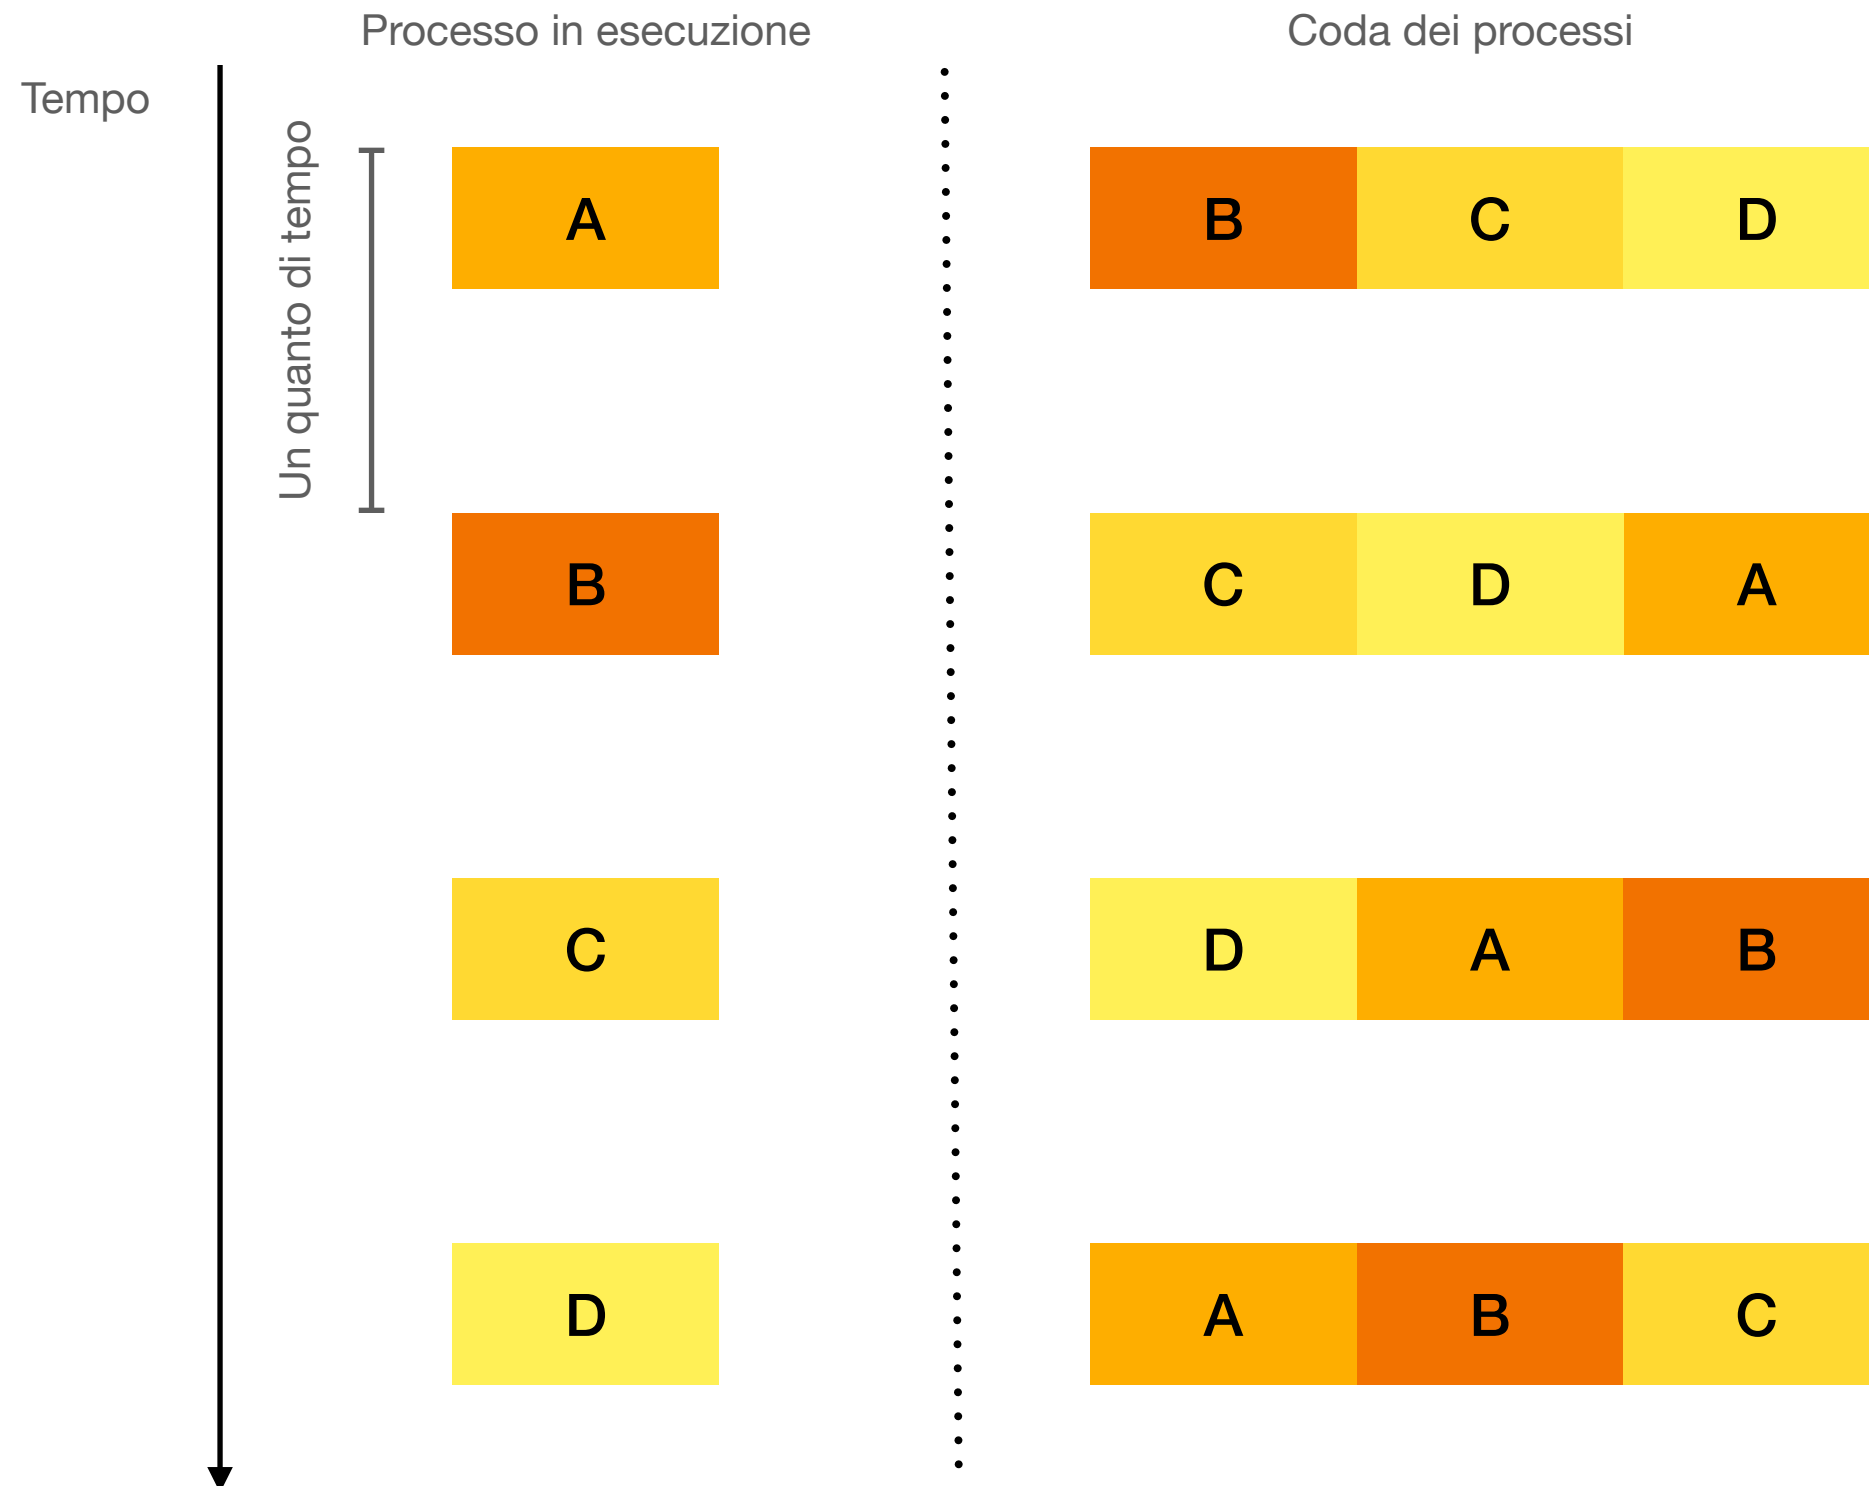 Processo in esecuzione
Coda dei processi
Tempo
Un quanto di tempo
A
B C D
B
C D A
C
D A B
D
A B C